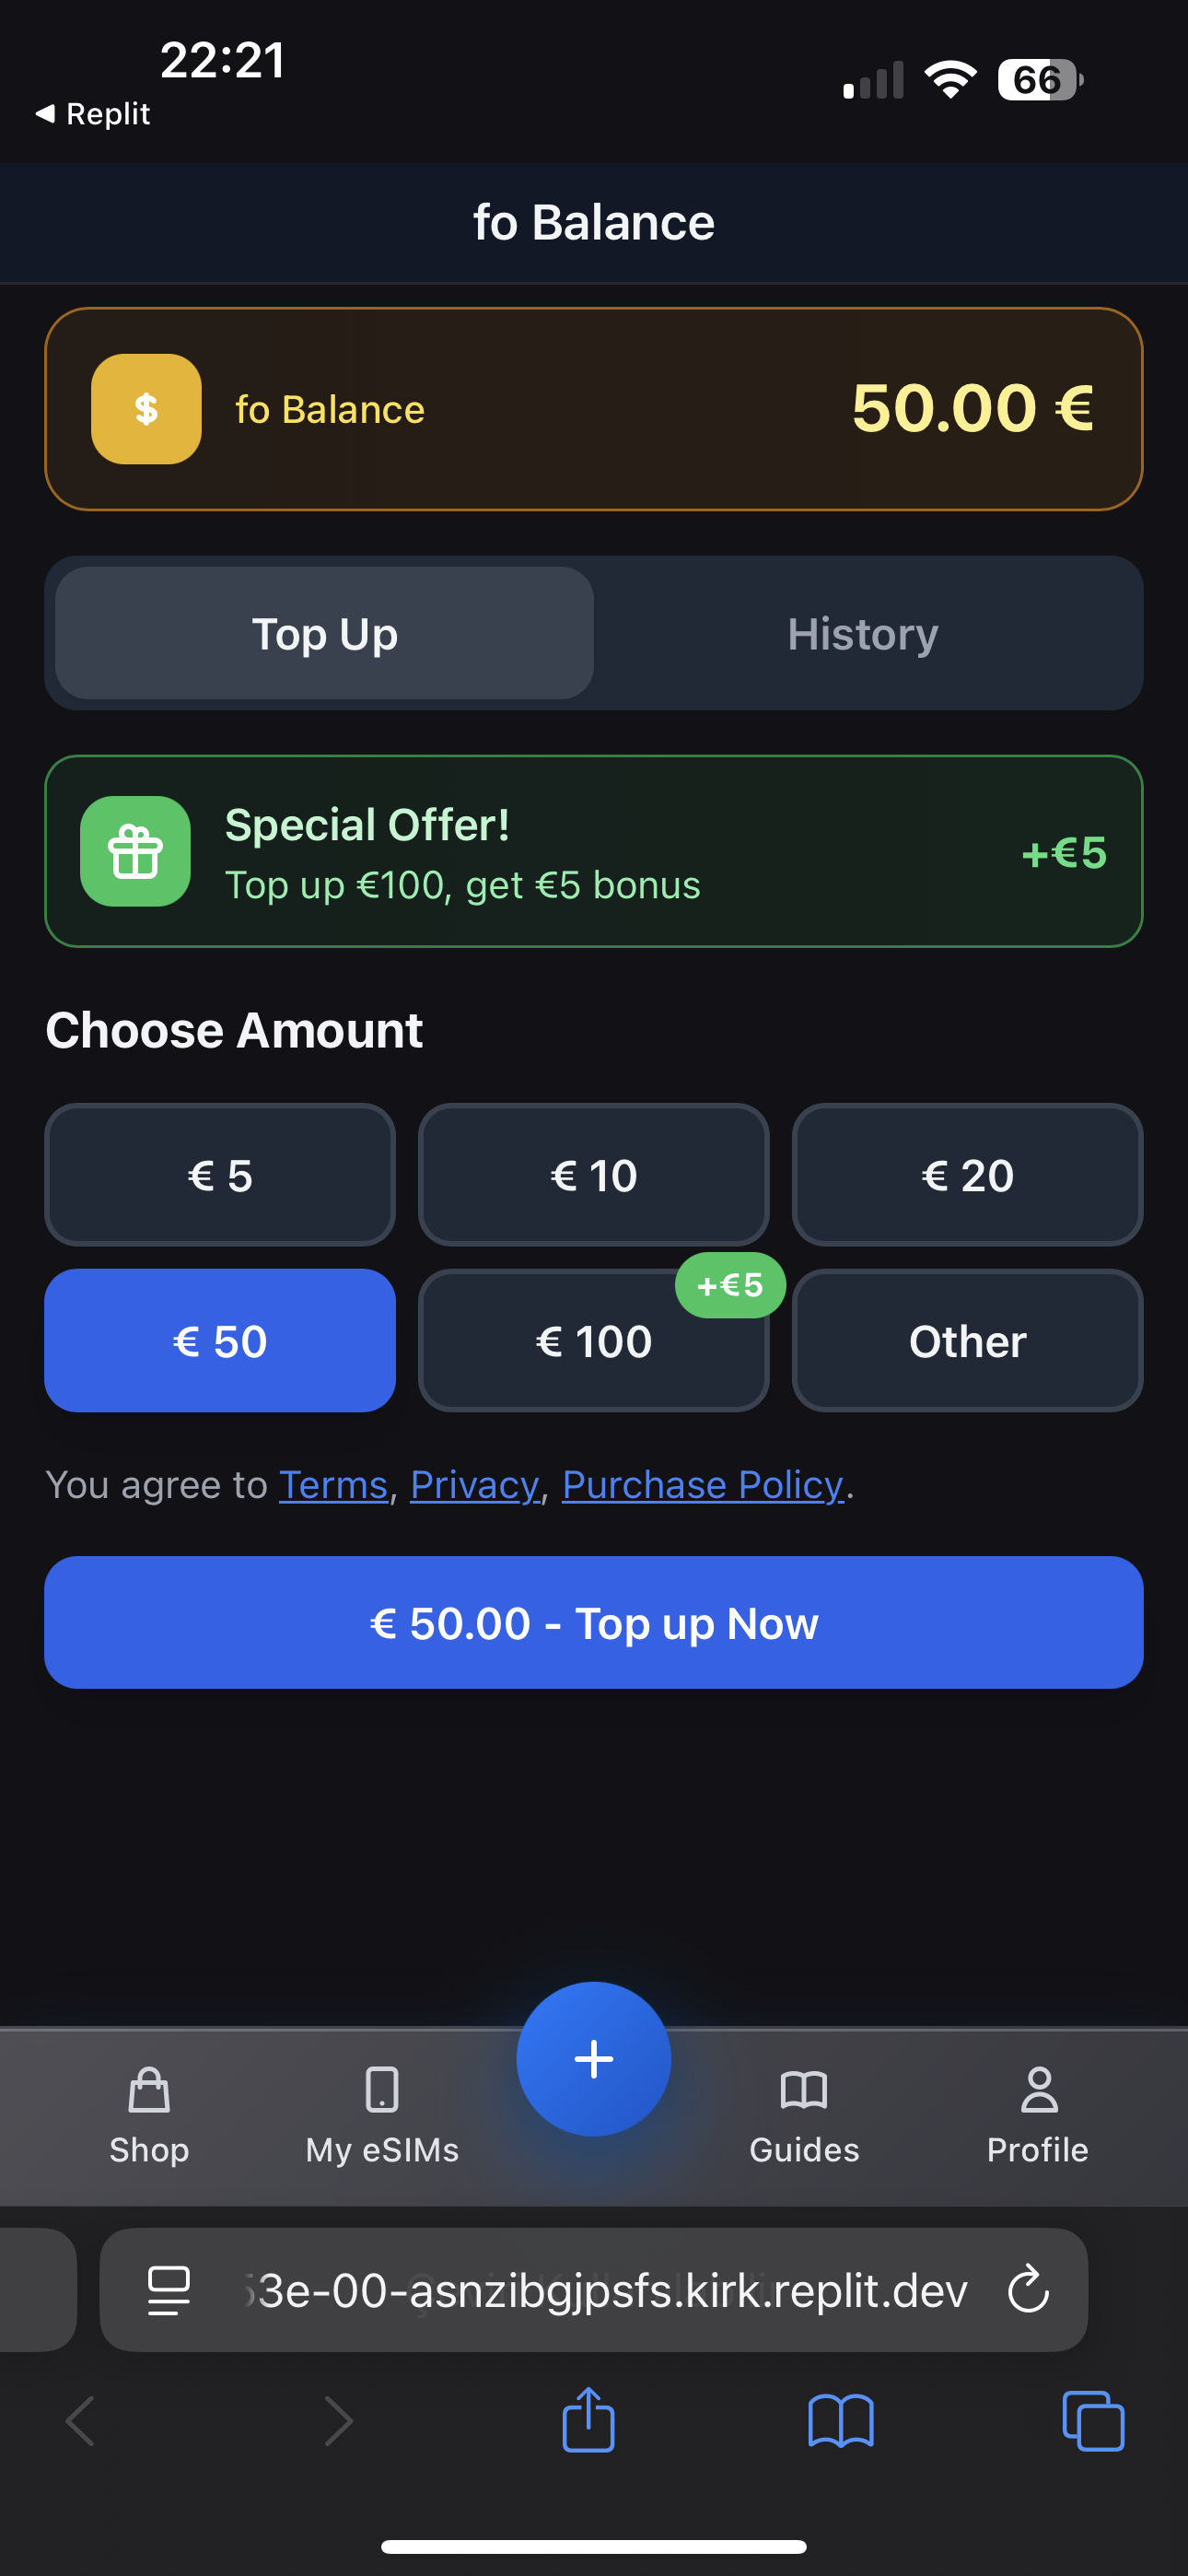 22:21
66
Replit
fo Balance
$ fo Balance 50.00 €
Top Up History
Special Offer!
Top up €100, get €5 bonus
+€5
Choose Amount
€ 5 € 10 € 20
+€5
€ 50 € 100 Other
You agree to Terms, Privacy, Purchase Policy.
€ 50.00 - Top up Now
Shop My eSIMs Guides Profile
53e-00-asnzibgjpsfs.kirk.replit.dev